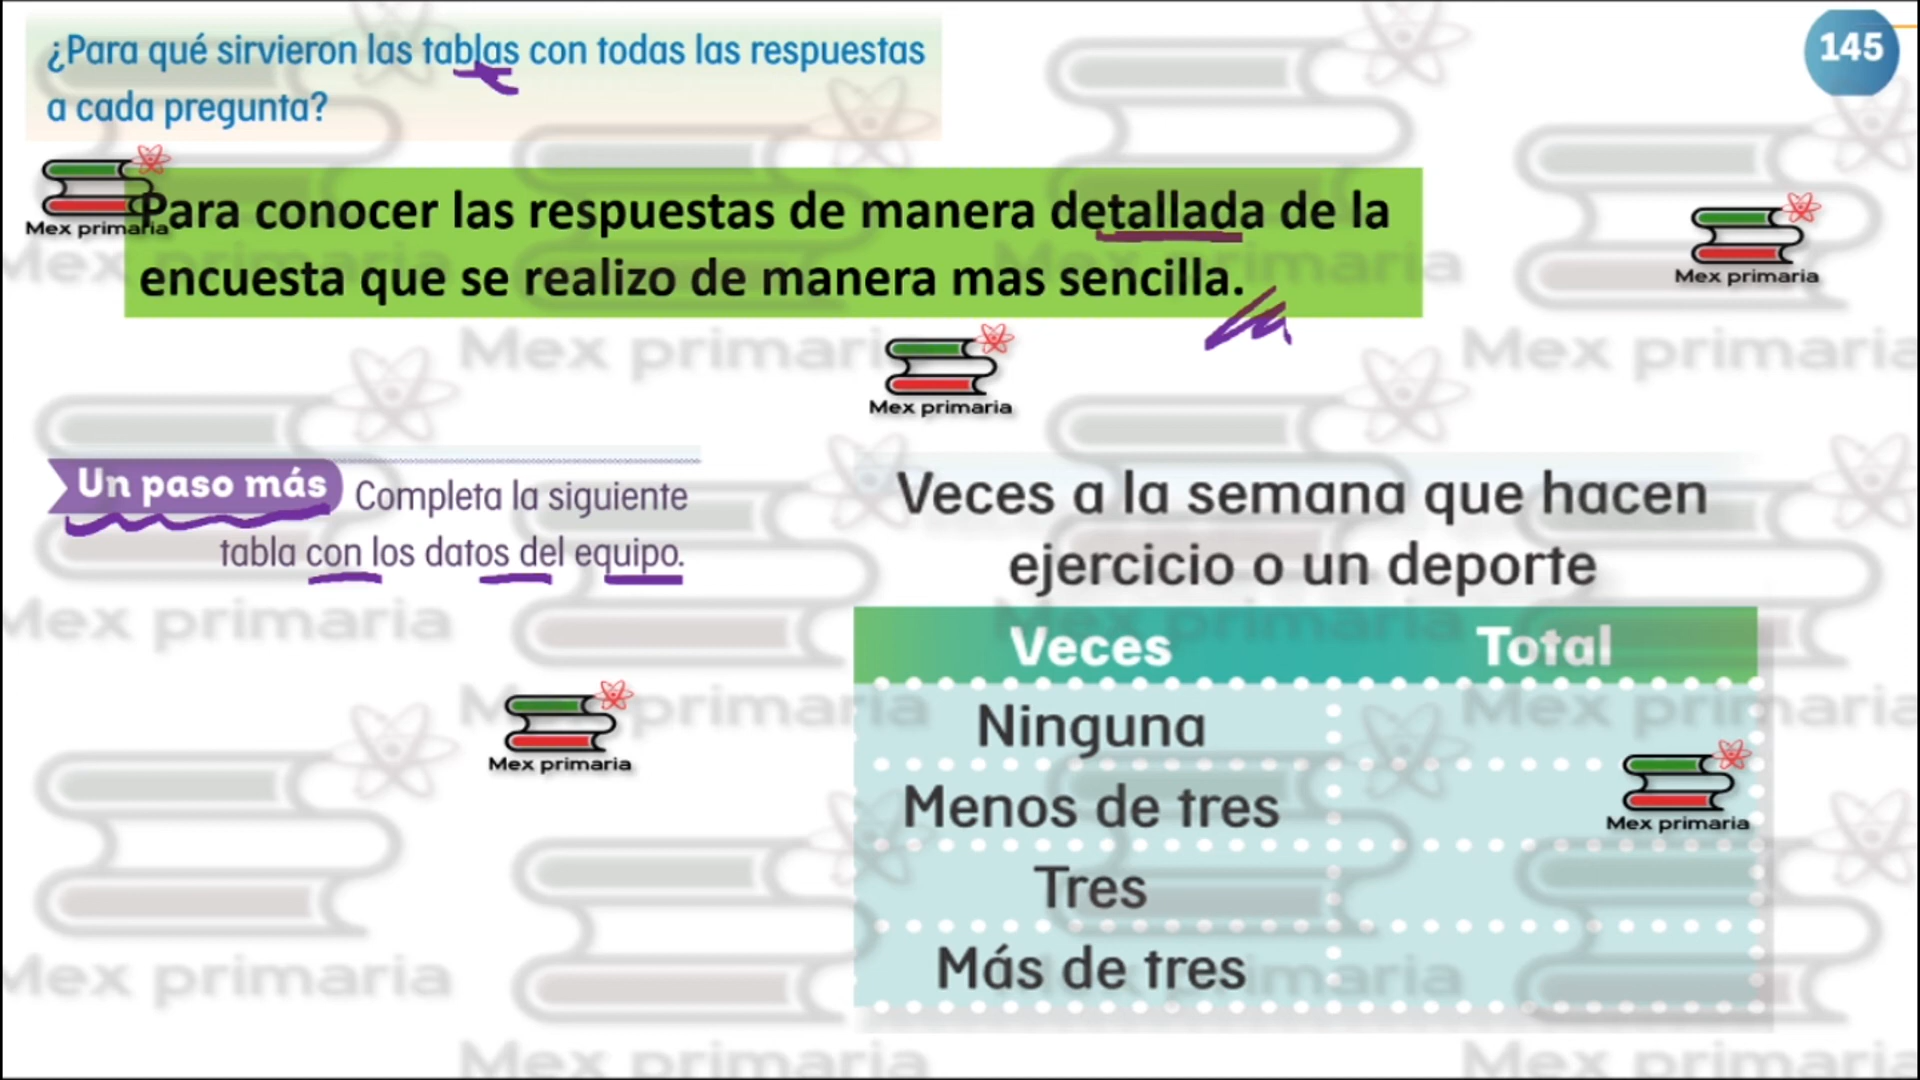 ¿Para qué sirvieron las tablas con todas las respuestas
a cada pregunta?
145
Para conocer las respuestas de manera detallada de la
encuesta que se realizo de manera mas sencilla.
Mex primaria
Mex primaria
Mex primaria
Un paso más Completa la siguiente
tabla con los datos del equipo.
Mex primaria
Veces a la semana que hacen
ejercicio o un deporte
Veces Total
Ninguna
Menos de tres
Mex primaria
Tres
Más de tres